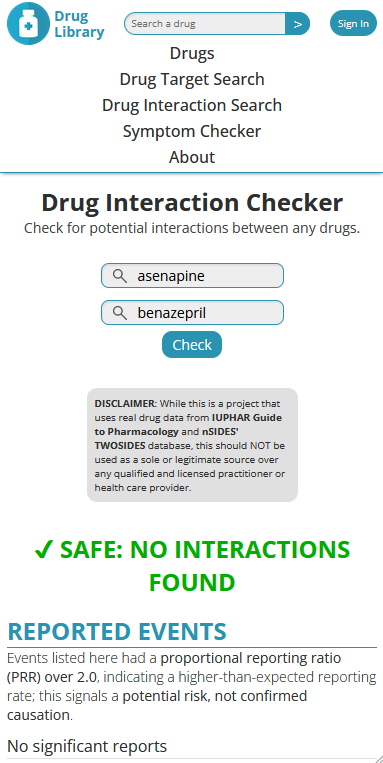 Drug
Library
Search a drug
>
Sign In
Drugs
Drug Target Search
Drug Interaction Search
Symptom Checker
About
Drug Interaction Checker
Check for potential interactions between any drugs.
asenapine
benazepril
Check
DISCLAIMER: While this is a project that
uses real drug data from IUPHAR Guide
to Pharmacology and nSIDES'
TWOSIDES database, this should NOT be
used as a sole or legitimate source over
any qualified and licensed practitioner or
health care provider.
✔ SAFE: NO INTERACTIONS
FOUND
REPORTED EVENTS
Events listed here had a proportional reporting ratio
(PRR) over 2.0, indicating a higher-than-expected reporting
rate; this signals a potential risk, not confirmed
causation.
No significant reports